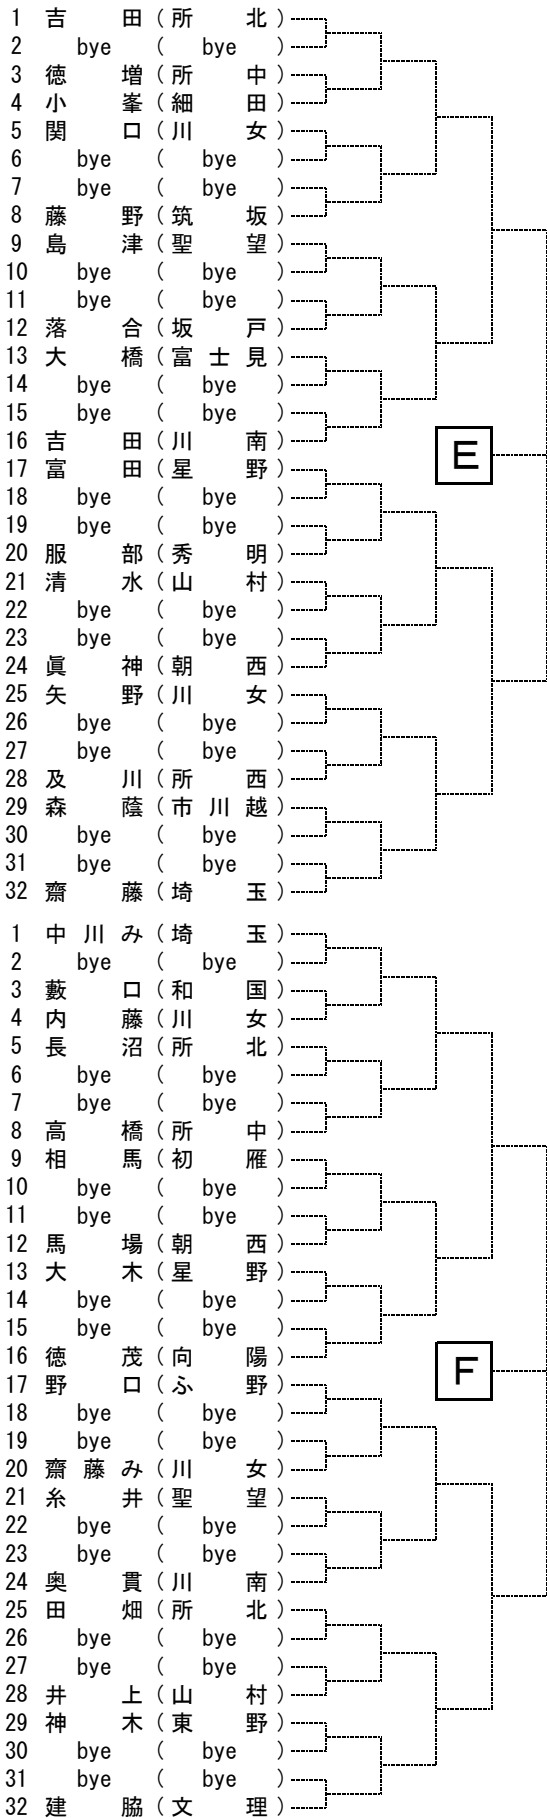 1 吉田(所北)
2 bye(bye)
3 徳増(所中)
4 小峯(細田)
5 関口(川女)
6 bye(bye)
7 bye(bye)
8 藤野(筑坂)
9 島津(聖望)
10 bye(bye)
11 bye(bye)
12 落合(坂戸)
13 大橋(富士見)
14 bye(bye)
15 bye(bye)
16 吉田(川南)
E
17 富田(星野)
18 bye(bye)
19 bye(bye)
20 服部(秀明)
21 清水(山村)
22 bye(bye)
23 bye(bye)
24 眞神(朝西)
25 矢野(川女)
26 bye(bye)
27 bye(bye)
28 及川(所西)
29 森蔭(市川越)
30 bye(bye)
31 bye(bye)
32 齋藤(埼玉)
1 中川み(埼玉)
2 bye(bye)
3 藪口(和国)
4 内藤(川女)
5 長沼(所北)
6 bye(bye)
7 bye(bye)
8 高橋(所中)
9 相馬(初雁)
10 bye(bye)
11 bye(bye)
12 馬場(朝西)
13 大木(星野)
14 bye(bye)
15 bye(bye)
16 徳茂(向陽)
F
17 野口(ふ野)
18 bye(bye)
19 bye(bye)
20 齋藤み(川女)
21 糸井(聖望)
22 bye(bye)
23 bye(bye)
24 奥貫(川南)
25 田畑(所北)
26 bye(bye)
27 bye(bye)
28 井上(山村)
29 神木(東野)
30 bye(bye)
31 bye(bye)
32 建脇(文理)